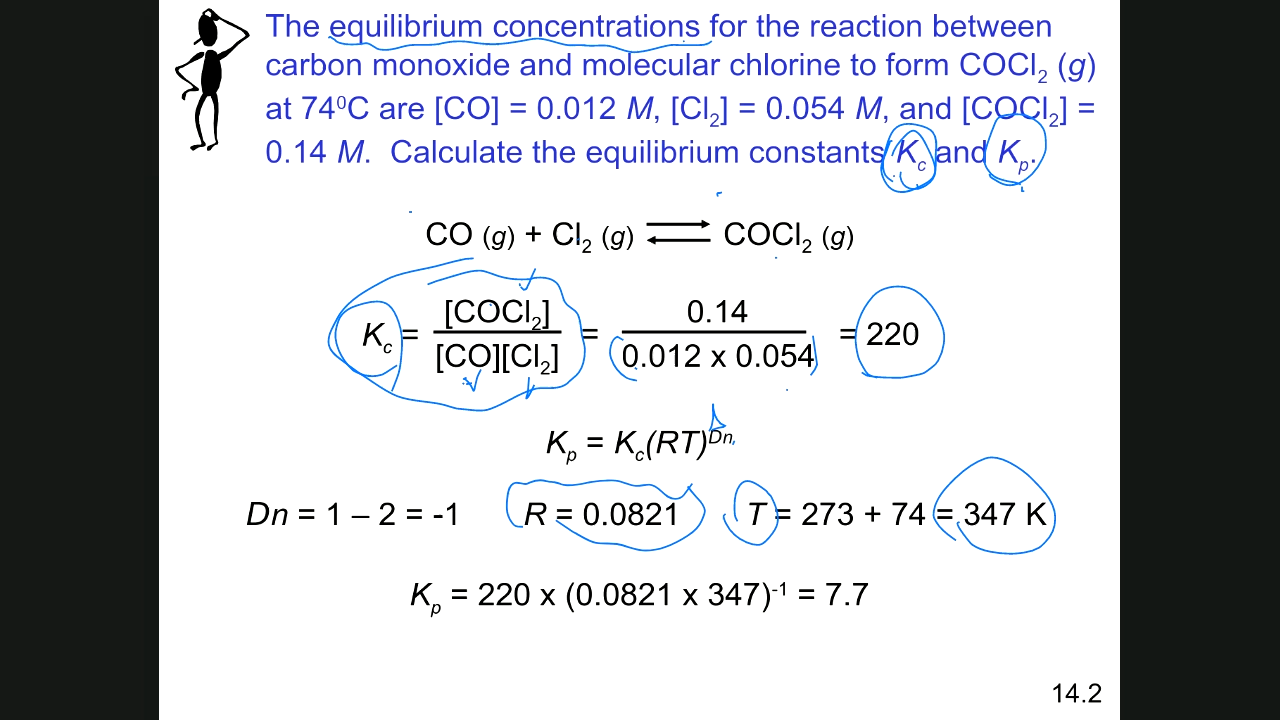 The equilibrium concentrations for the reaction between
carbon monoxide and molecular chlorine to form COCl₂ (g)
at 74⁰C are [CO] = 0.012 M, [Cl₂] = 0.054 M, and [COCl₂] =
0.14 M. Calculate the equilibrium constants Kc and Kp.
CO (g) + Cl₂ (g) ⇌ COCl₂ (g)
Kc = [COCl₂] / [CO][Cl₂] = 0.14 / 0.012 x 0.054 = 220
Kp = Kc(RT)^Dn
Dn = 1 – 2 = -1 R = 0.0821 T = 273 + 74 = 347 K
Kp = 220 x (0.0821 x 347)⁻¹ = 7.7
14.2